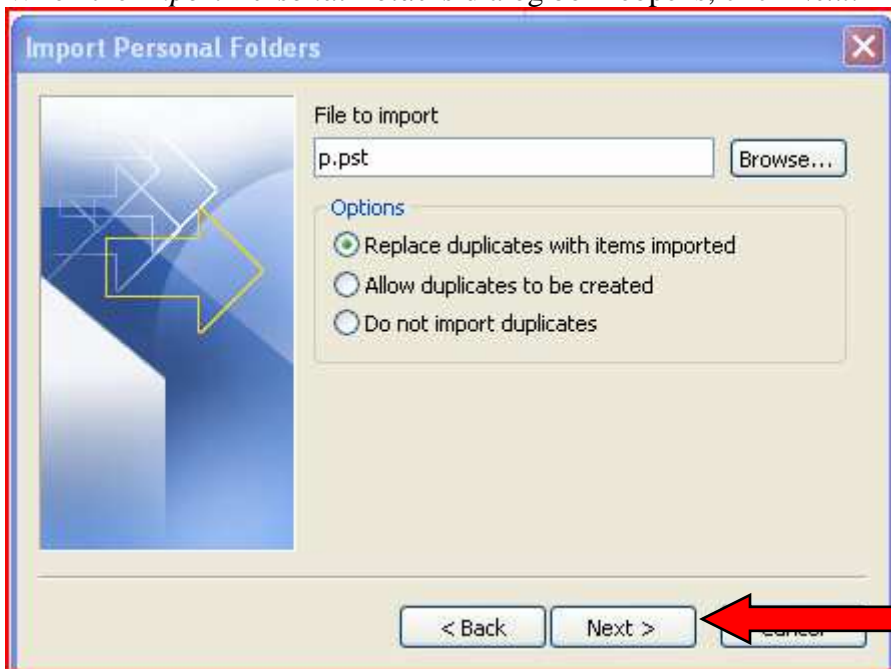 Import Personal Folders
File to import
p.pst
Browse...
Options
Replace duplicates with items imported
Allow duplicates to be created
Do not import duplicates
< Back
Next >